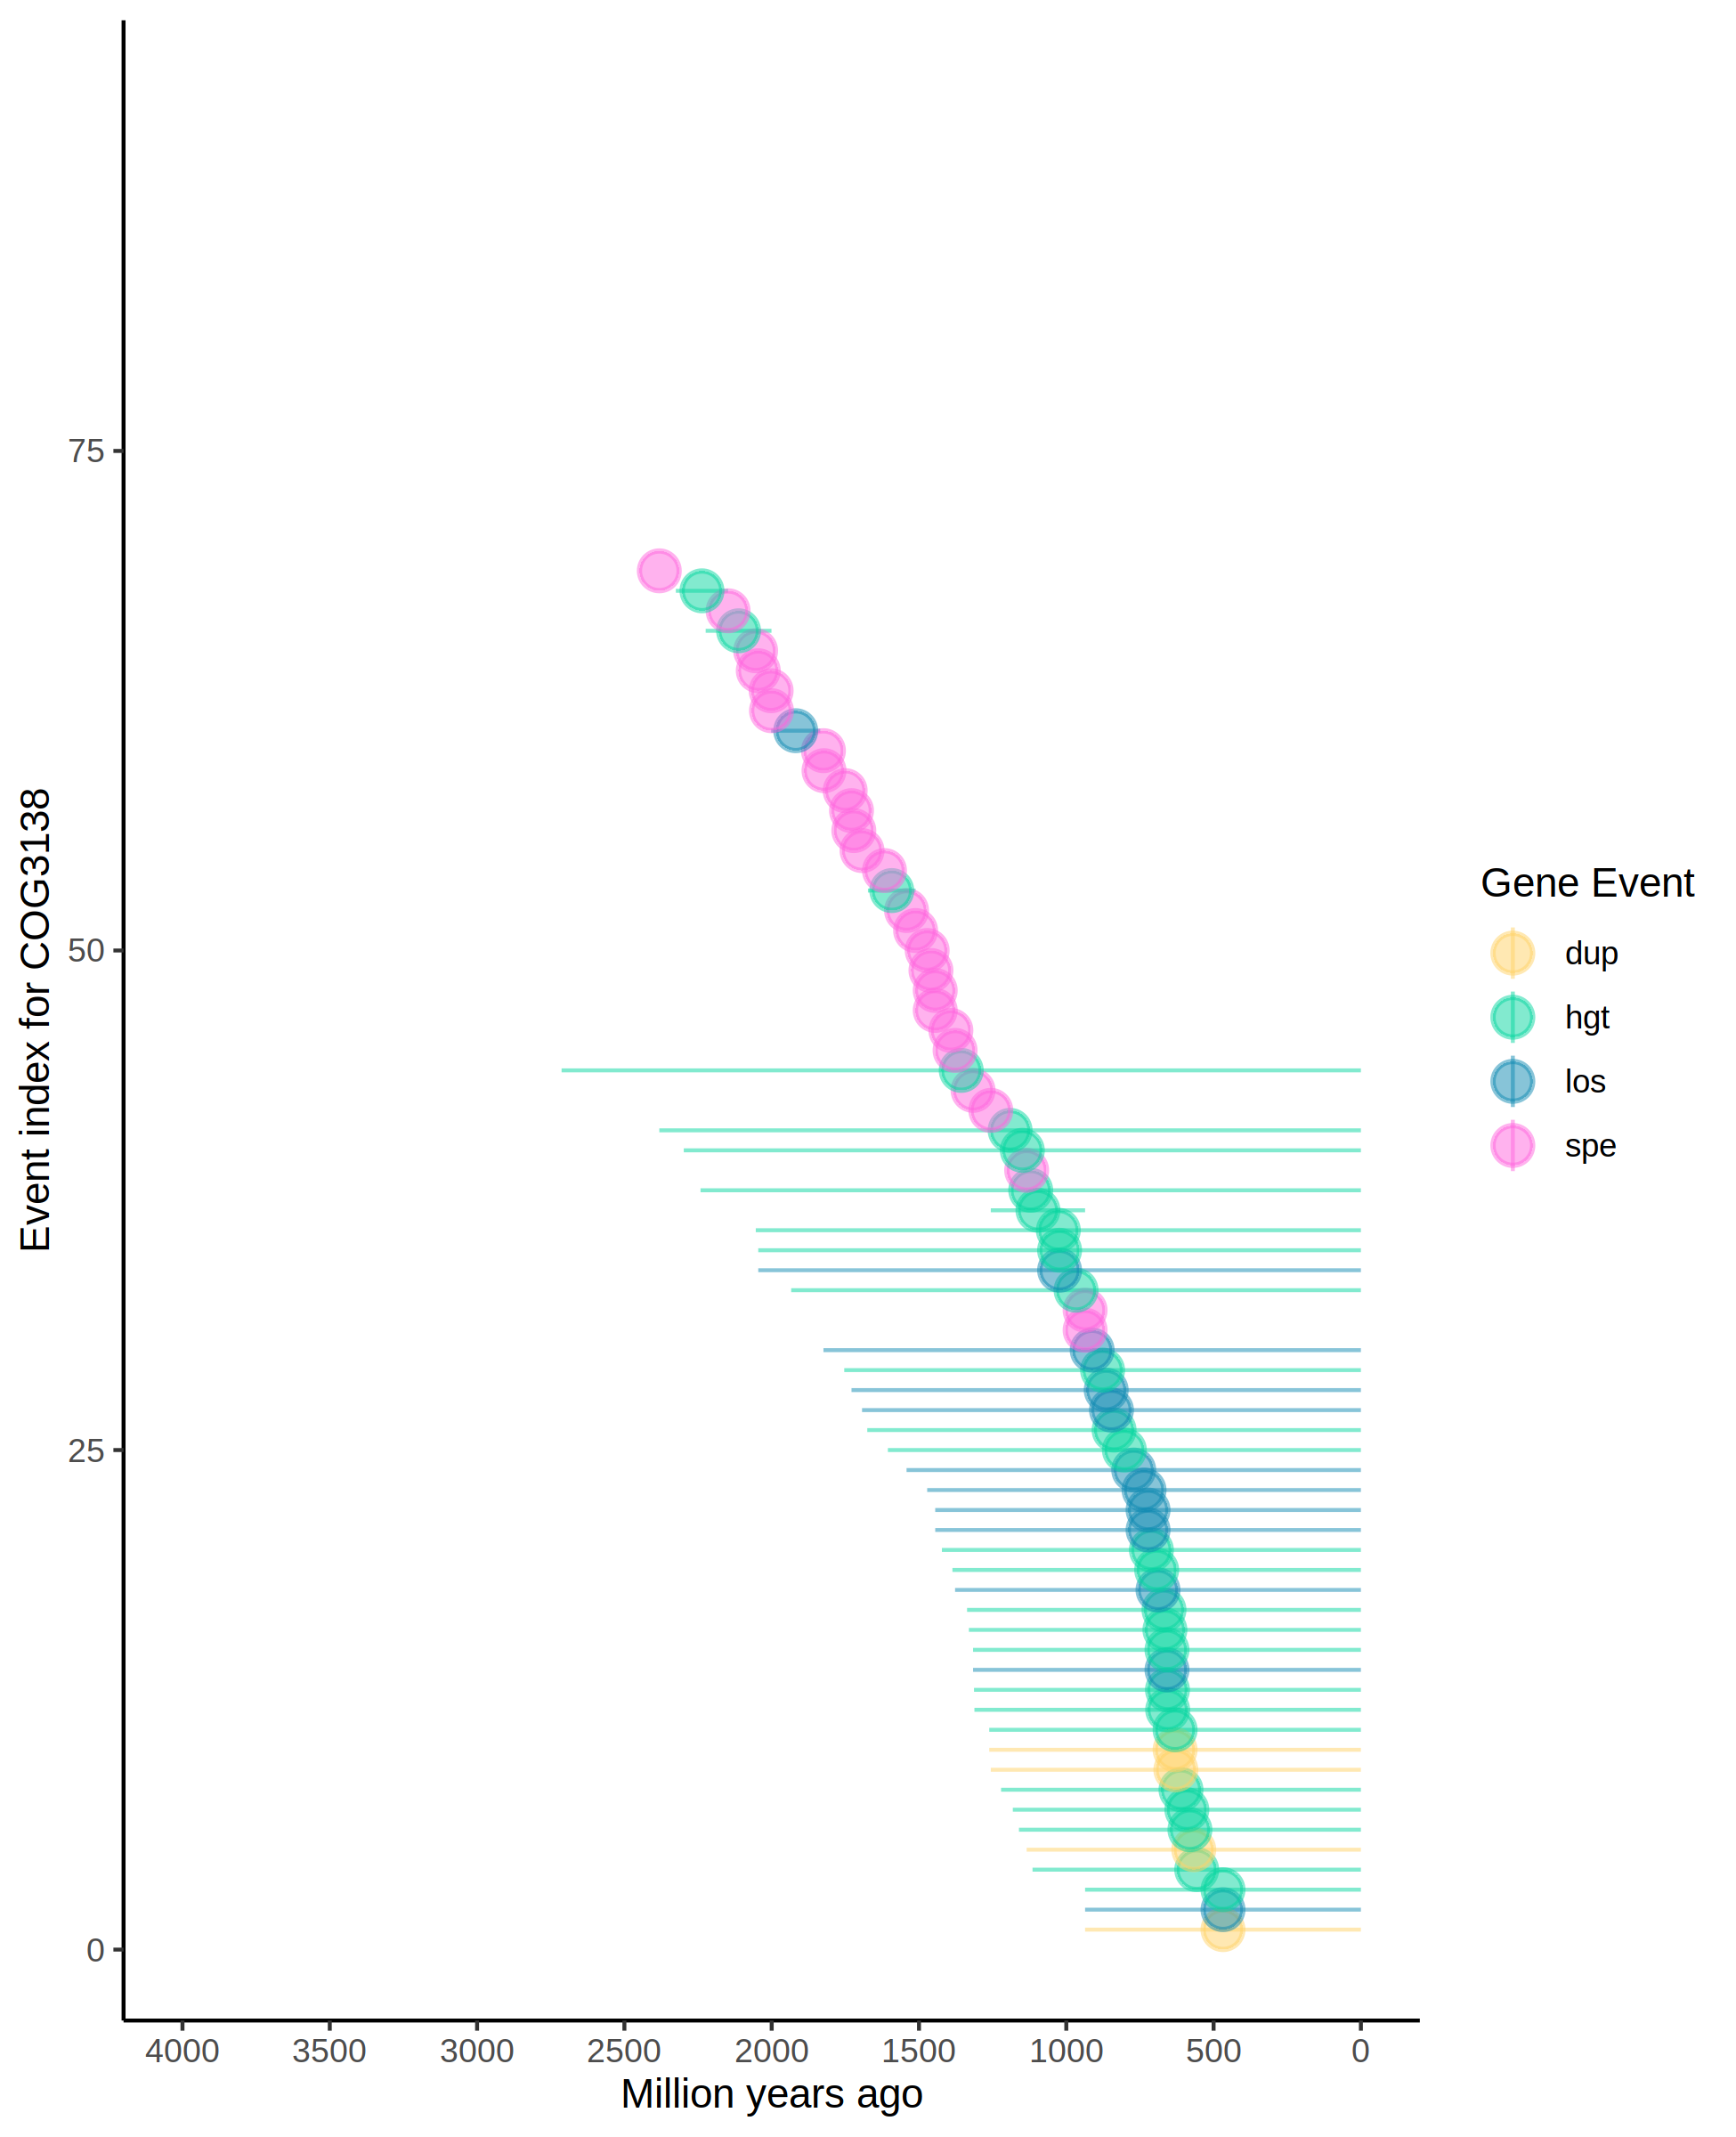 Event index for COG3138
75
50
25
0
4000 3500 3000 2500 2000 1500 1000 500 0
Million years ago
Gene Event
dup
hgt
los
spe